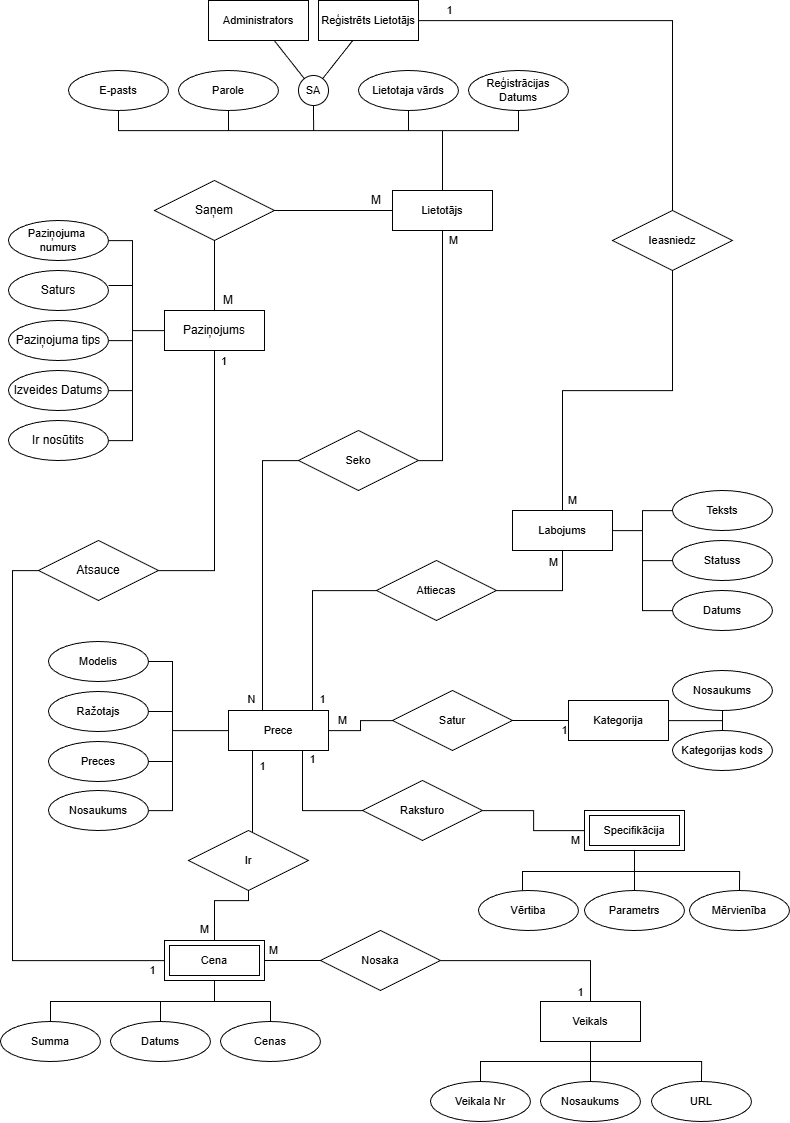 Administrators
Reģistrēts Lietotājs
1
E-pasts
Parole
SA
Lietotaja vārds
Reģistrācijas
Datums
Saņem
M
Lietotājs
M
Ieasniedz
Paziņojuma
numurs
Saturs
M
Paziņojums
1
Paziņojuma tips
Izveides Datums
Ir nosūtits
Seko
M
Labojums
M
Teksts
Statuss
Datums
Atsauce
Attiecas
Modelis
Ražotajs
Preces
Nosaukums
N
1
Prece
M
1
1
Satur
1
Kategorija
Nosaukums
Kategorijas kods
Raksturo
M
Specifikācija
Vērtiba
Parametrs
Mērvienība
Ir
M
Cena
1
M
Nosaka
1
Veikals
Summa
Datums
Cenas
Veikala Nr
Nosaukums
URL